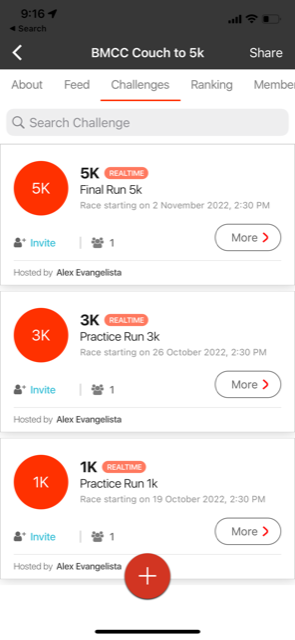 9:16
Search
BMCC Couch to 5k
Share
About Feed Challenges Ranking Member
Search Challenge
5K
5K REALTIME
Final Run 5k
Race starting on 2 November 2022, 2:30 PM
Invite 1 More
Hosted by Alex Evangelista
3K
3K REALTIME
Practice Run 3k
Race starting on 26 October 2022, 2:30 PM
Invite 1 More
Hosted by Alex Evangelista
1K
1K REALTIME
Practice Run 1k
Race starting on 19 October 2022, 2:30 PM
Invite 1 More
Hosted by Alex Evangelista